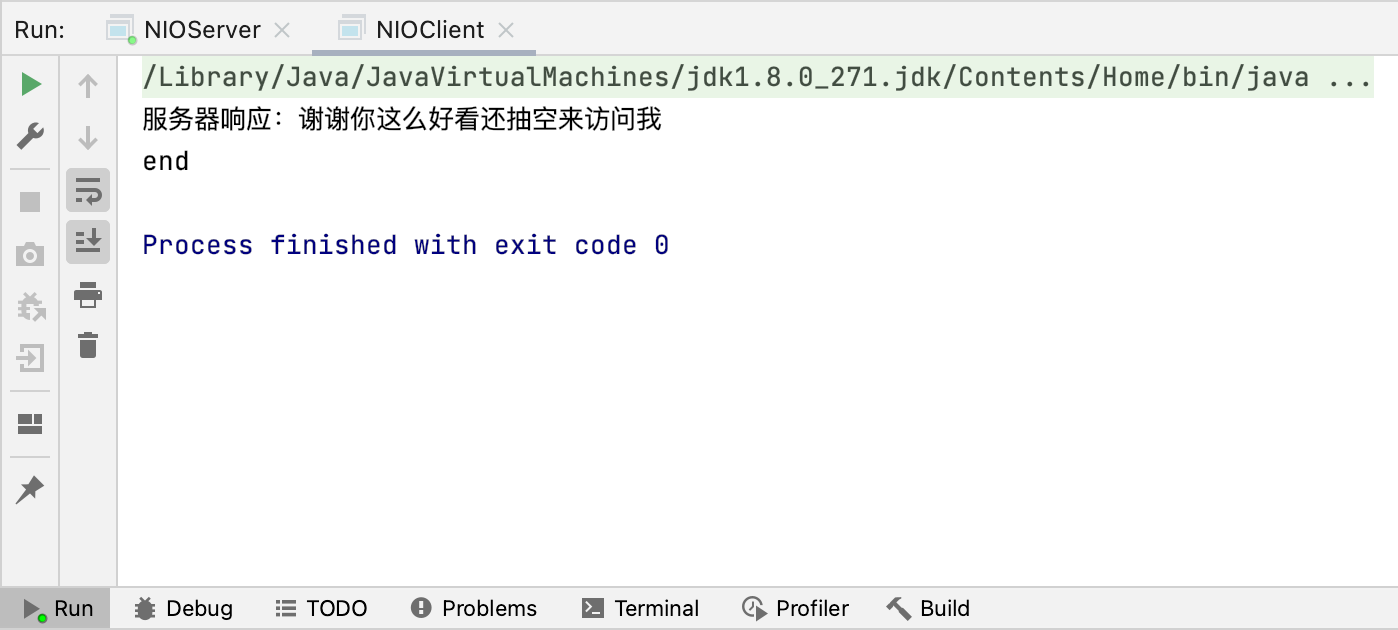 Run: NIOServer NIOClient
/Library/Java/JavaVirtualMachines/jdk1.8.0_271.jdk/Contents/Home/bin/java ...
服务器响应：谢谢你这么好看还抽空来访问我
end
Process finished with exit code 0
Run Debug TODO Problems Terminal Profiler Build